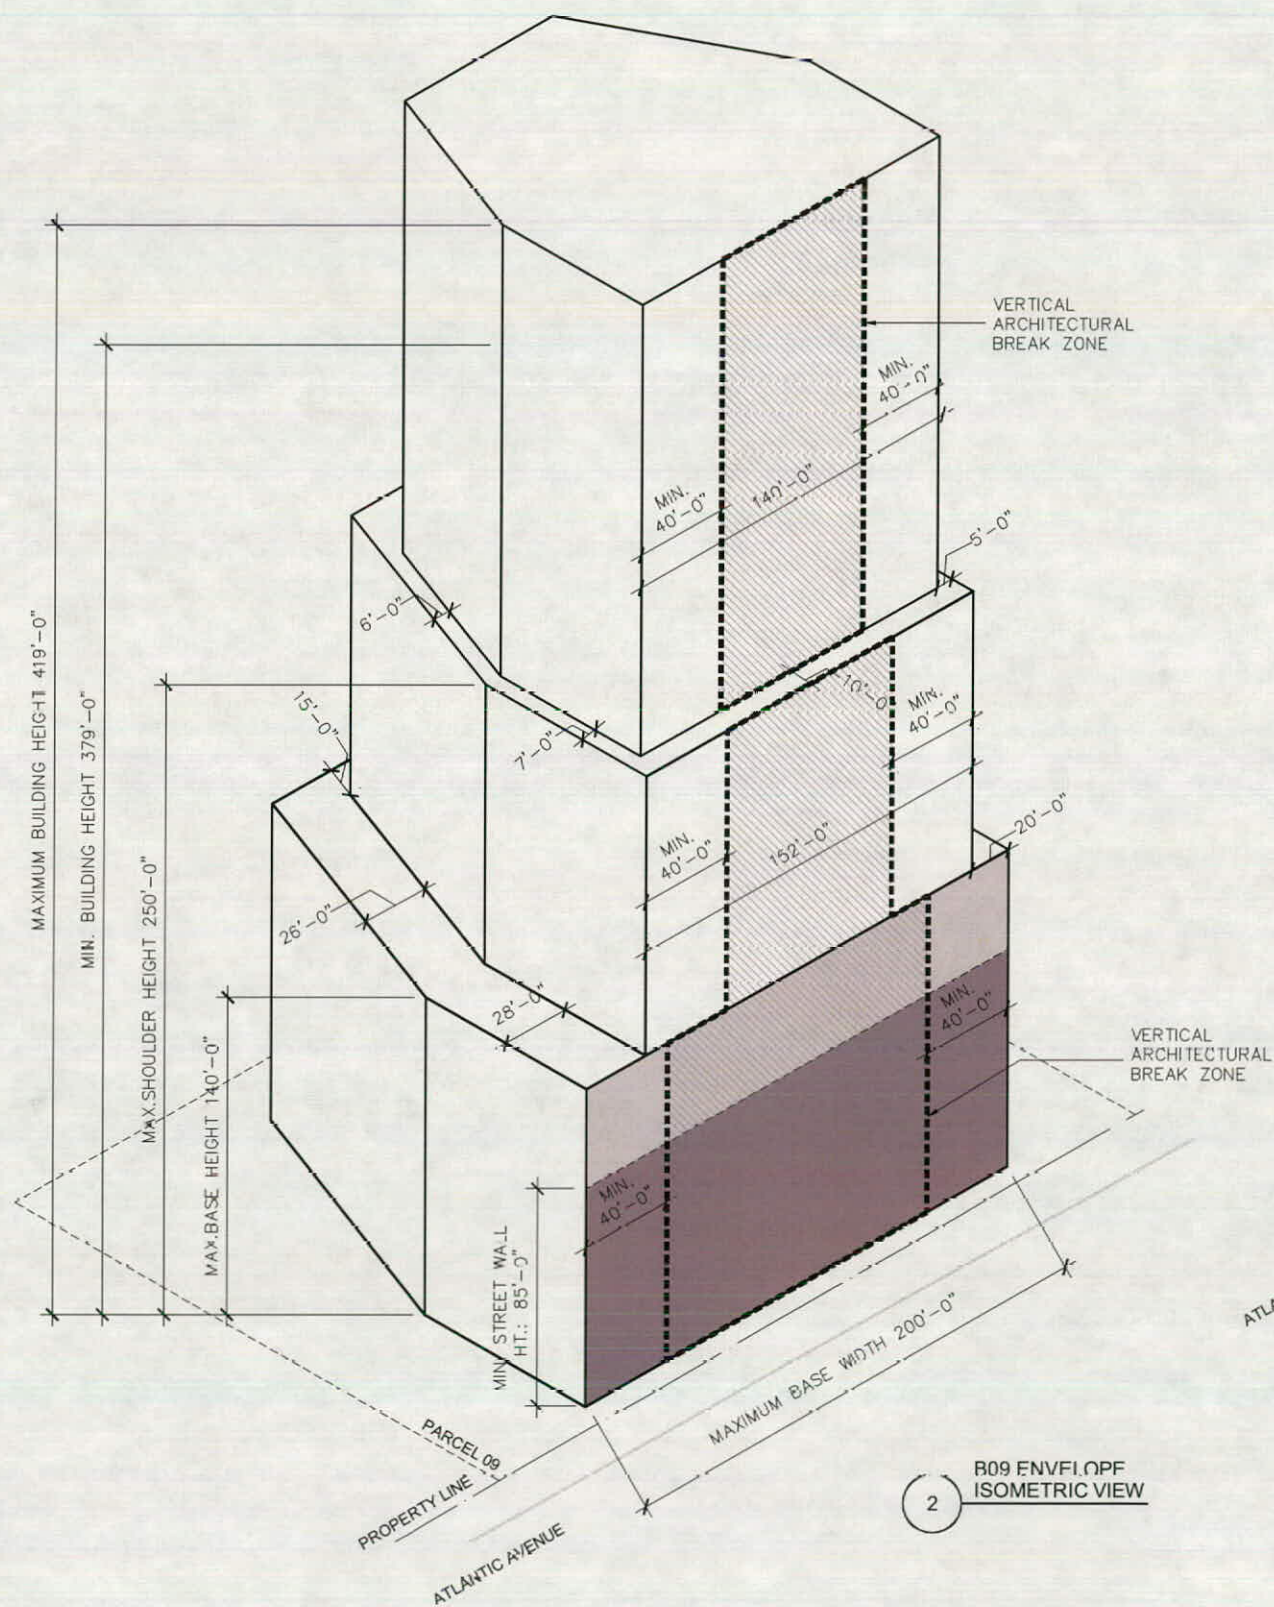 VERTICAL
ARCHITECTURAL
BREAK ZONE
MIN.
40'-0"
MIN.
40'-0"
140'-0"
5'-0"
6'-0"
10'-0"
MIN.
40'-0"
15'-0"
7'-0"
MAXIMUM BUILDING HEIGHT 419'-0"
MIN. BUILDING HEIGHT 379'-0"
MAX.SHOULDER HEIGHT 250'-0"
MAX.BASE HEIGHT 140'-0"
MIN.
40'-0"
152'-0"
20'-0"
26'-0"
28'-0"
MIN.
40'-0"
VERTICAL
ARCHITECTURAL
BREAK ZONE
MIN.
40'-0"
MIN. STREET WALL
HT.: 85'-0"
MAXIMUM BASE WIDTH 200'-0"
ATLA
PARCEL 09
PROPERTY LINE
ATLANTIC AVENUE
2
B09 ENVELOPE
ISOMETRIC VIEW